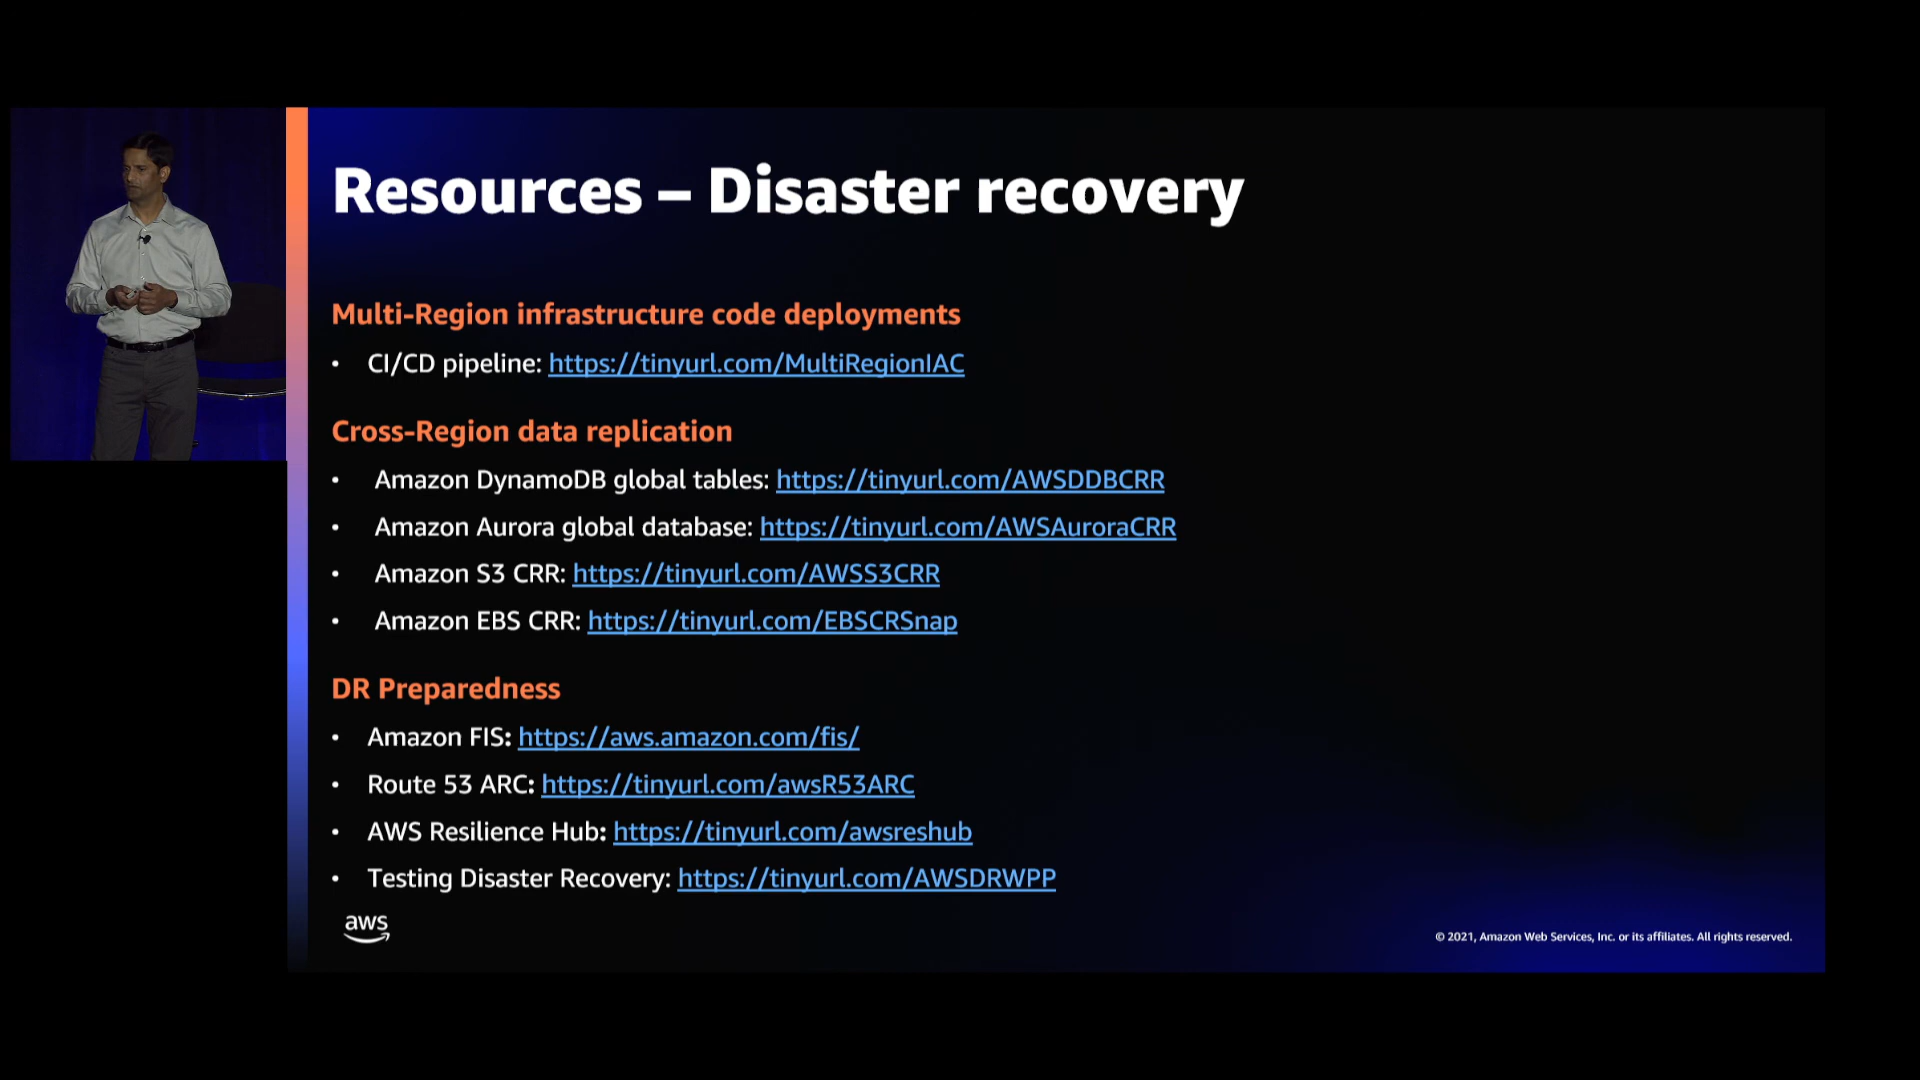 Resources – Disaster recovery
Multi-Region infrastructure code deployments
• CI/CD pipeline: https://tinyurl.com/MultiRegionIAC
Cross-Region data replication
• Amazon DynamoDB global tables: https://tinyurl.com/AWSDDBCRR
• Amazon Aurora global database: https://tinyurl.com/AWSAuroraCRR
• Amazon S3 CRR: https://tinyurl.com/AWSS3CRR
• Amazon EBS CRR: https://tinyurl.com/EBSCRSnap
DR Preparedness
• Amazon FIS: https://aws.amazon.com/fis/
• Route 53 ARC: https://tinyurl.com/awsR53ARC
• AWS Resilience Hub: https://tinyurl.com/awsreshub
• Testing Disaster Recovery: https://tinyurl.com/AWSDRWPP
aws
© 2021, Amazon Web Services, Inc. or its affiliates. All rights reserved.